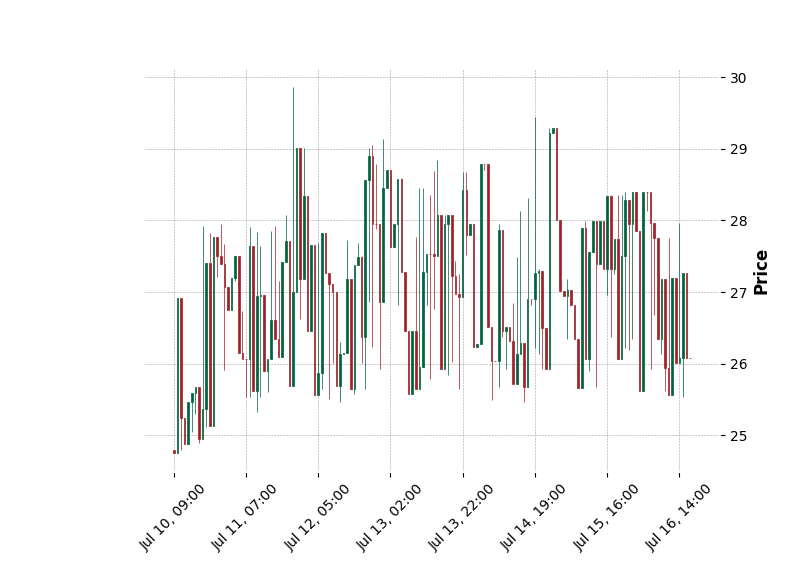 30
29
28
27
26
25
Price
Jul 10, 09:00
Jul 11, 07:00
Jul 12, 05:00
Jul 13, 02:00
Jul 13, 22:00
Jul 14, 19:00
Jul 15, 16:00
Jul 16, 14:00